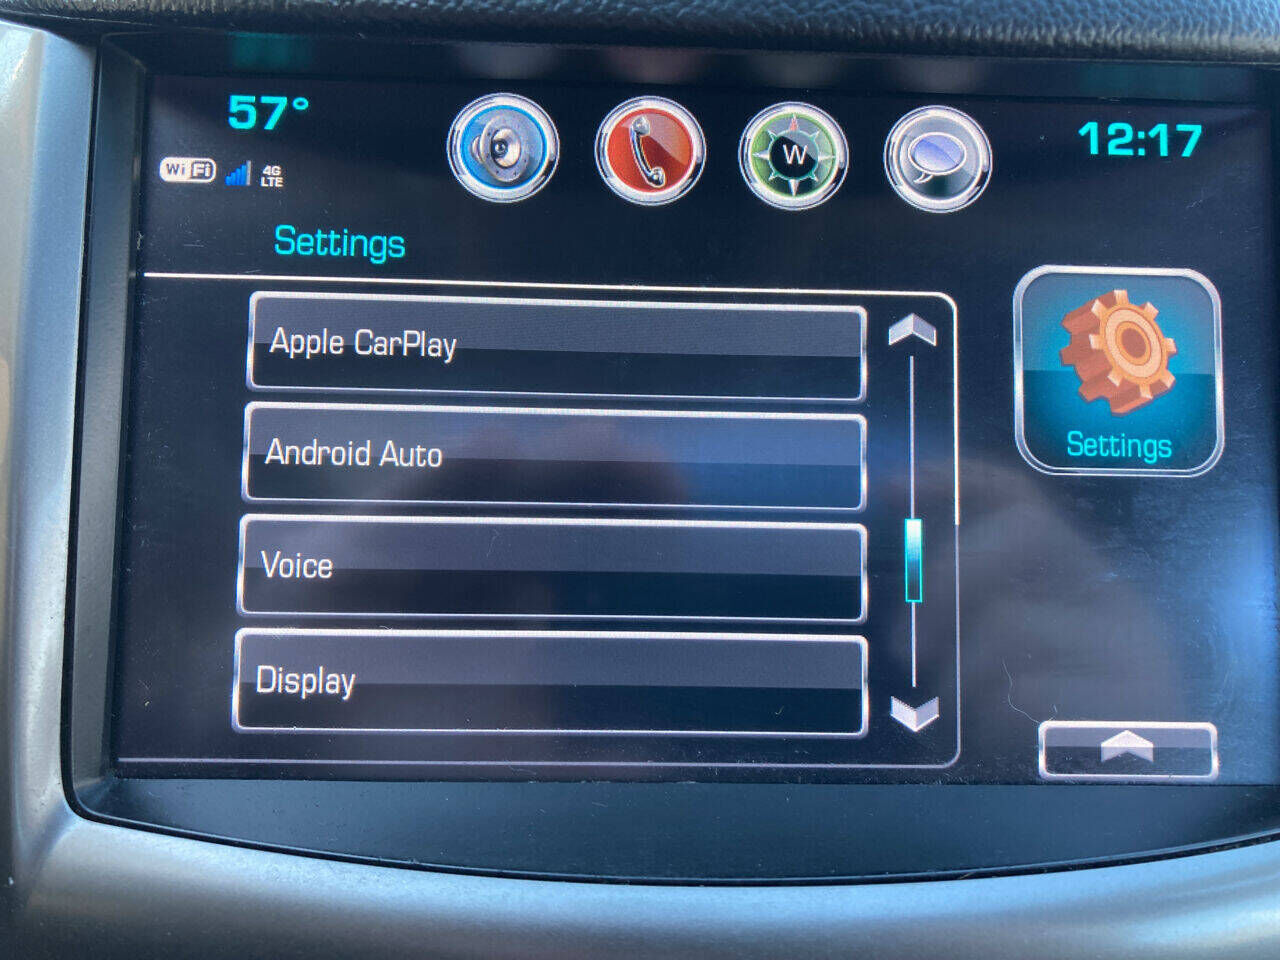 57°
12:17
WiFi
4G
LTE
W
Settings
Apple CarPlay
Android Auto
Voice
Display
Settings